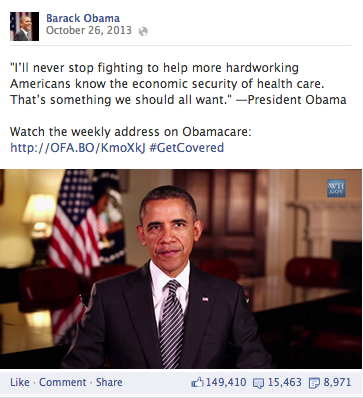 Barack Obama
October 26, 2013
"I'll never stop fighting to help more hardworking
Americans know the economic security of health care.
That's something we should all want." —President Obama
Watch the weekly address on Obamacare:
http://OFA.BO/KmoXkJ #GetCovered
WH
.GOV
Like · Comment · Share
149,410
15,463
8,971